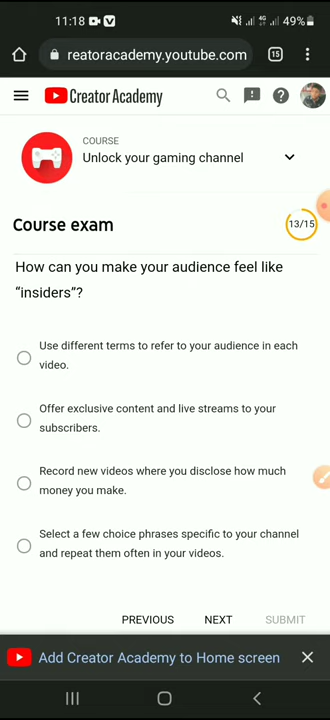 11:18
4G
49%
reatoracademy.youtube.com
15
Creator Academy
COURSE
Unlock your gaming channel
Course exam
13/15
How can you make your audience feel like
“insiders”?
Use different terms to refer to your audience in each
video.
Offer exclusive content and live streams to your
subscribers.
Record new videos where you disclose how much
money you make.
Select a few choice phrases specific to your channel
and repeat them often in your videos.
PREVIOUS
NEXT
SUBMIT
Add Creator Academy to Home screen